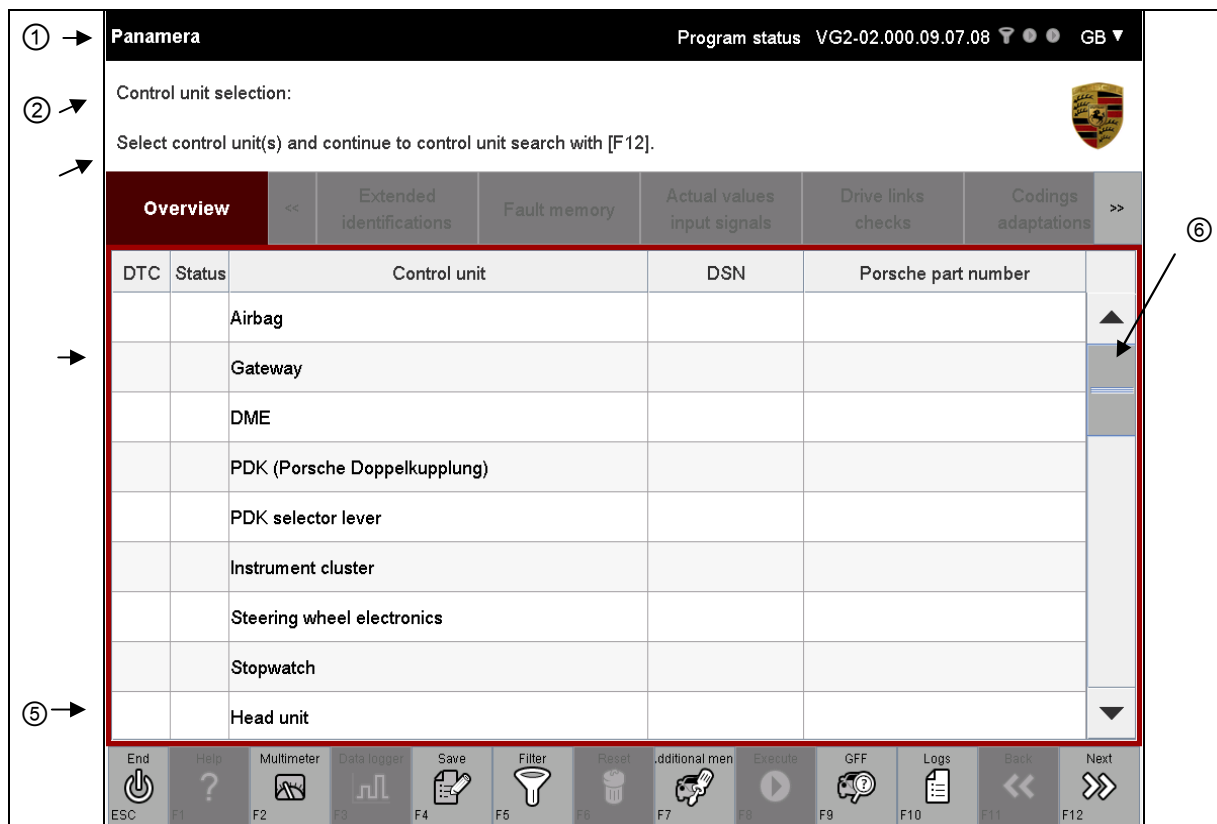 ① Panamera Program status VG2-02.000.09.07.08 GB
② Control unit selection:
Select control unit(s) and continue to control unit search with [F12].
Overview << Extended identifications Fault memory Actual values input signals Drive links checks Codings adaptations >>
⑥
DTC Status Control unit DSN Porsche part number
Airbag
Gateway
DME
PDK (Porsche Doppelkupplung)
PDK selector lever
Instrument cluster
Steering wheel electronics
Stopwatch
⑤ Head unit
End Help Multimeter Data logger Save Filter Reset .dditional men Execute GFF Logs Back Next
ESC F1 F2 F3 F4 F5 F6 F7 F8 F9 F10 F11 F12